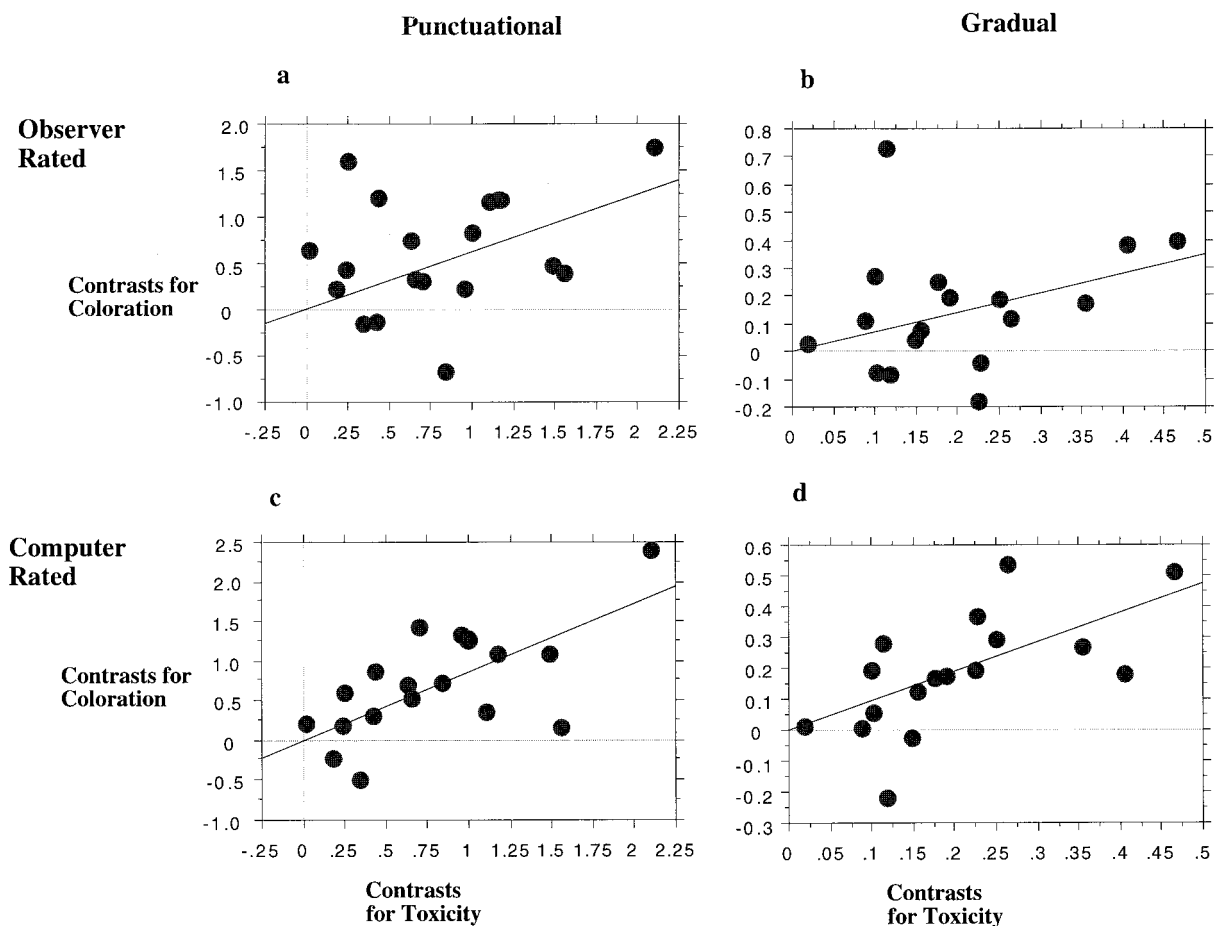 Punctuational
Gradual
a
b
Observer
Rated
Contrasts for
Coloration
2.0
1.5
1.0
0.5
0
-0.5
-1.0
-.25 0 .25 .5 .75 1 1.25 1.5 1.75 2 2.25
0.8
0.7
0.6
0.5
0.4
0.3
0.2
0.1
0
-0.1
-0.2
0 .05 .1 .15 .2 .25 .3 .35 .4 .45 .5
c
d
Computer
Rated
Contrasts for
Coloration
2.5
2.0
1.5
1.0
0.5
0
-0.5
-1.0
-.25 0 .25 .5 .75 1 1.25 1.5 1.75 2 2.25
0.6
0.5
0.4
0.3
0.2
0.1
0
-0.1
-0.2
-0.3
0 .05 .1 .15 .2 .25 .3 .35 .4 .45 .5
Contrasts
for Toxicity
Contrasts
for Toxicity